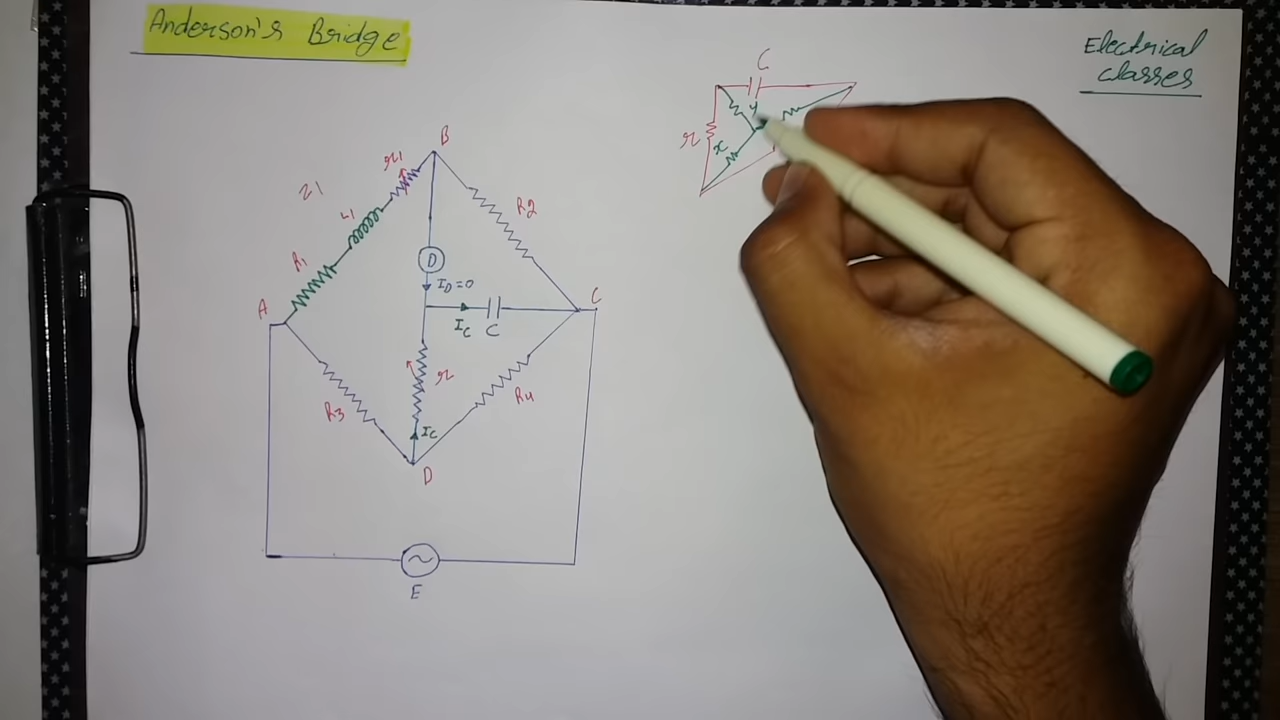 Anderson's Bridge
Electrical
classes
C
r
y
x
B
r1
Z1
L1
R1
R2
D
ID=0
A
C
IC
C
r
R3
R4
IC
D
E